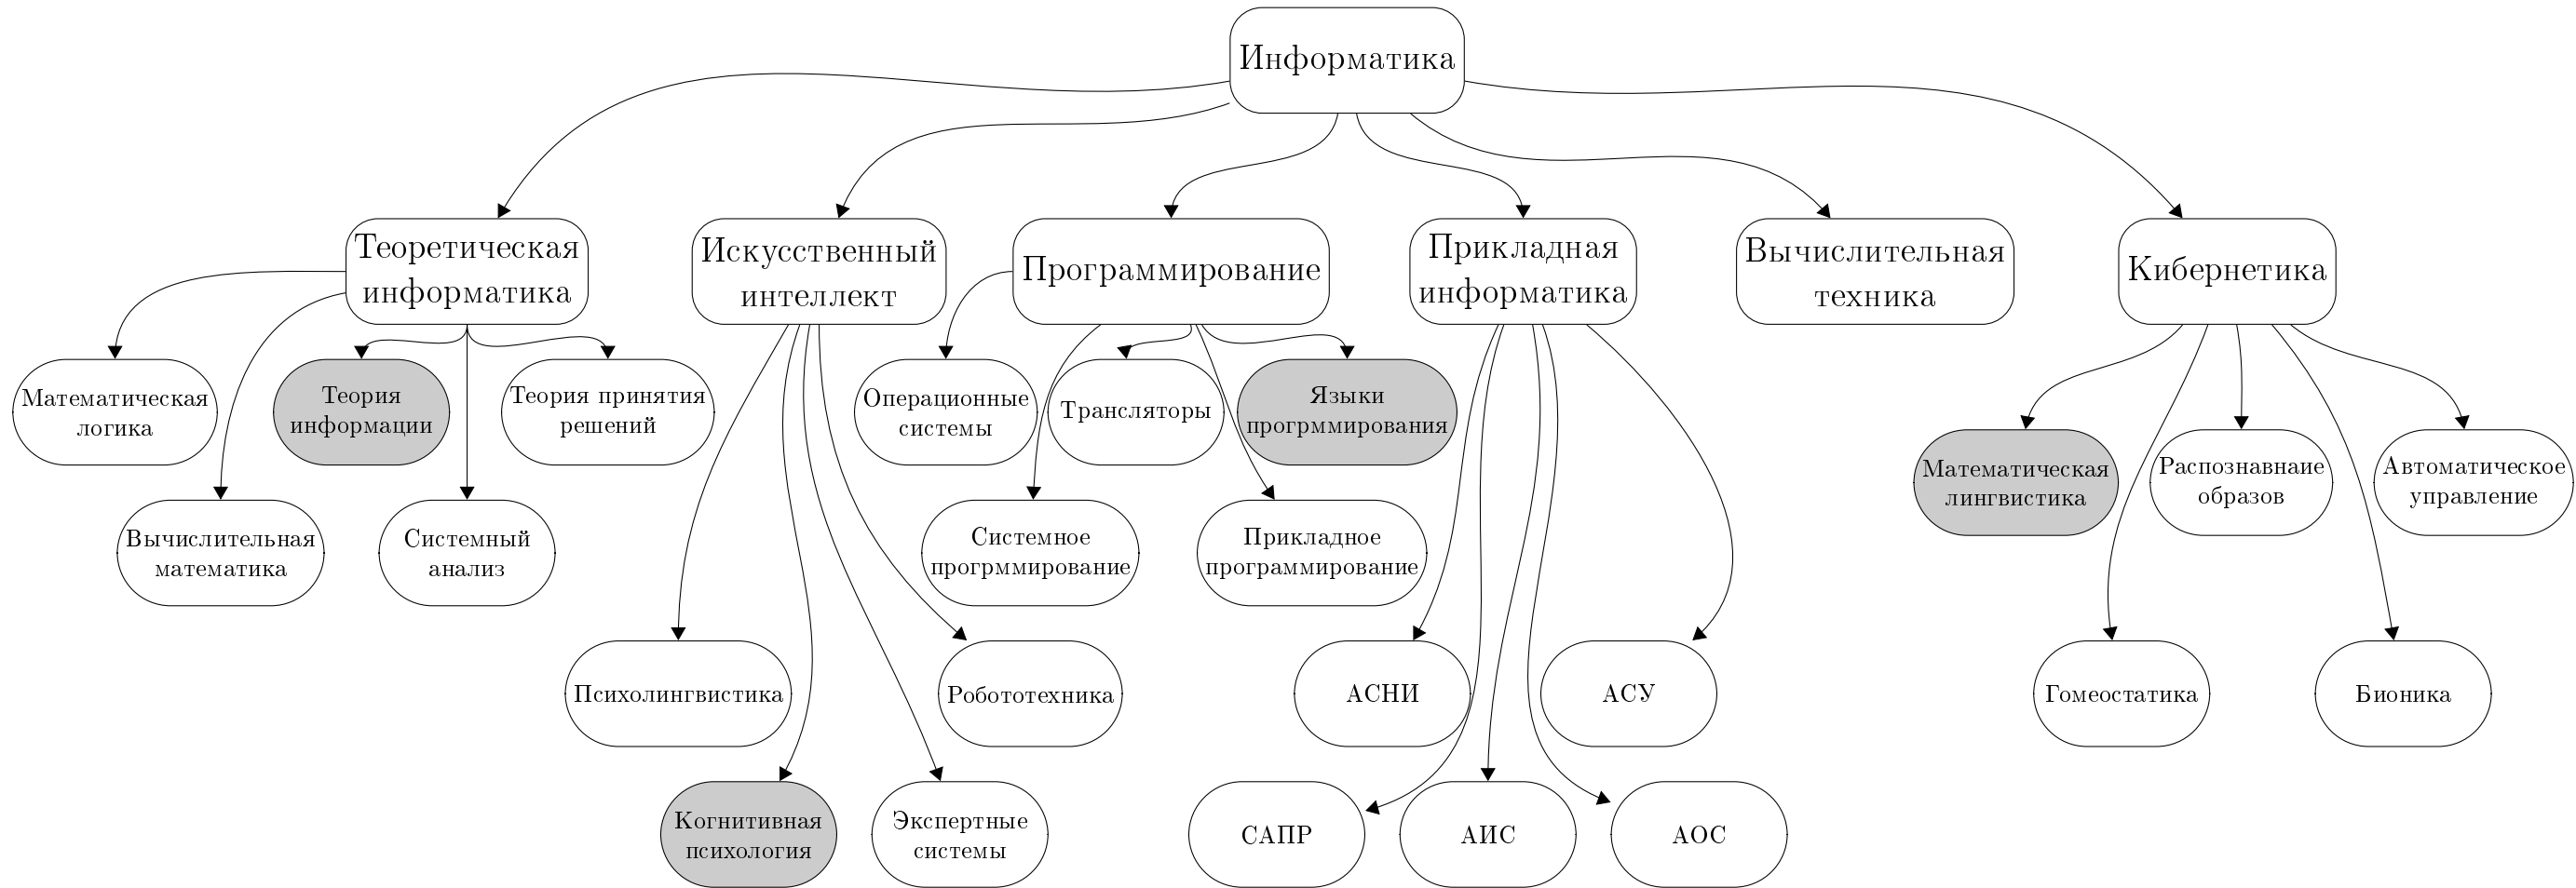 Информатика
Теоретическая
информатика
Искусственный
интеллект
Программирование
Прикладная
информатика
Вычислительная
техника
Кибернетика
Математическая
логика
Теория
информации
Теория принятия
решений
Операционные
системы
Трансляторы
Языки
прогрммирования
Математическая
лингвистика
Распознавнаие
образов
Автоматическое
управление
Вычислительная
математика
Системный
анализ
Системное
прогрммирование
Прикладное
программирование
Психолингвистика
Робототехника
АСНИ
АСУ
Гомеостатика
Бионика
Когнитивная
психология
Экспертные
системы
САПР
АИС
АОС